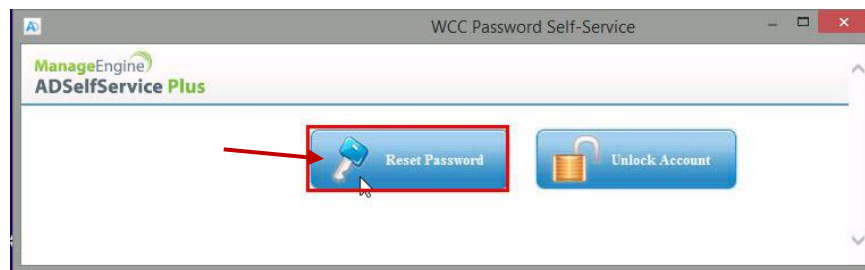 WCC Password Self-Service
ManageEngine
ADSelfService Plus
Reset Password
Unlock Account